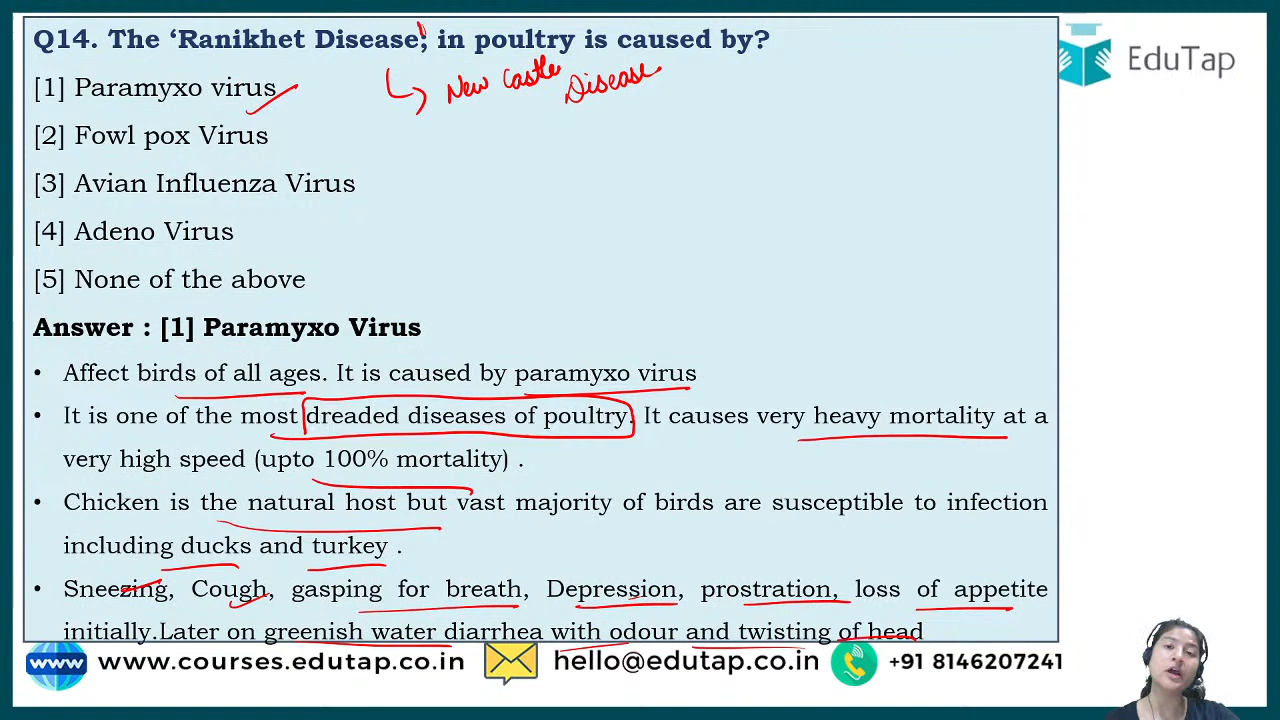 Q14. The ‘Ranikhet Disease’, in poultry is caused by?
EduTap
New Castle Disease
[1] Paramyxo virus
[2] Fowl pox Virus
[3] Avian Influenza Virus
[4] Adeno Virus
[5] None of the above
Answer : [1] Paramyxo Virus
• Affect birds of all ages. It is caused by paramyxo virus
• It is one of the most dreaded diseases of poultry. It causes very heavy mortality at a
very high speed (upto 100% mortality) .
• Chicken is the natural host but vast majority of birds are susceptible to infection
including ducks and turkey .
• Sneezing, Cough, gasping for breath, Depression, prostration, loss of appetite
initially.Later on greenish water diarrhea with odour and twisting of head
www www.courses.edutap.co.in hello@edutap.co.in +91 8146207241